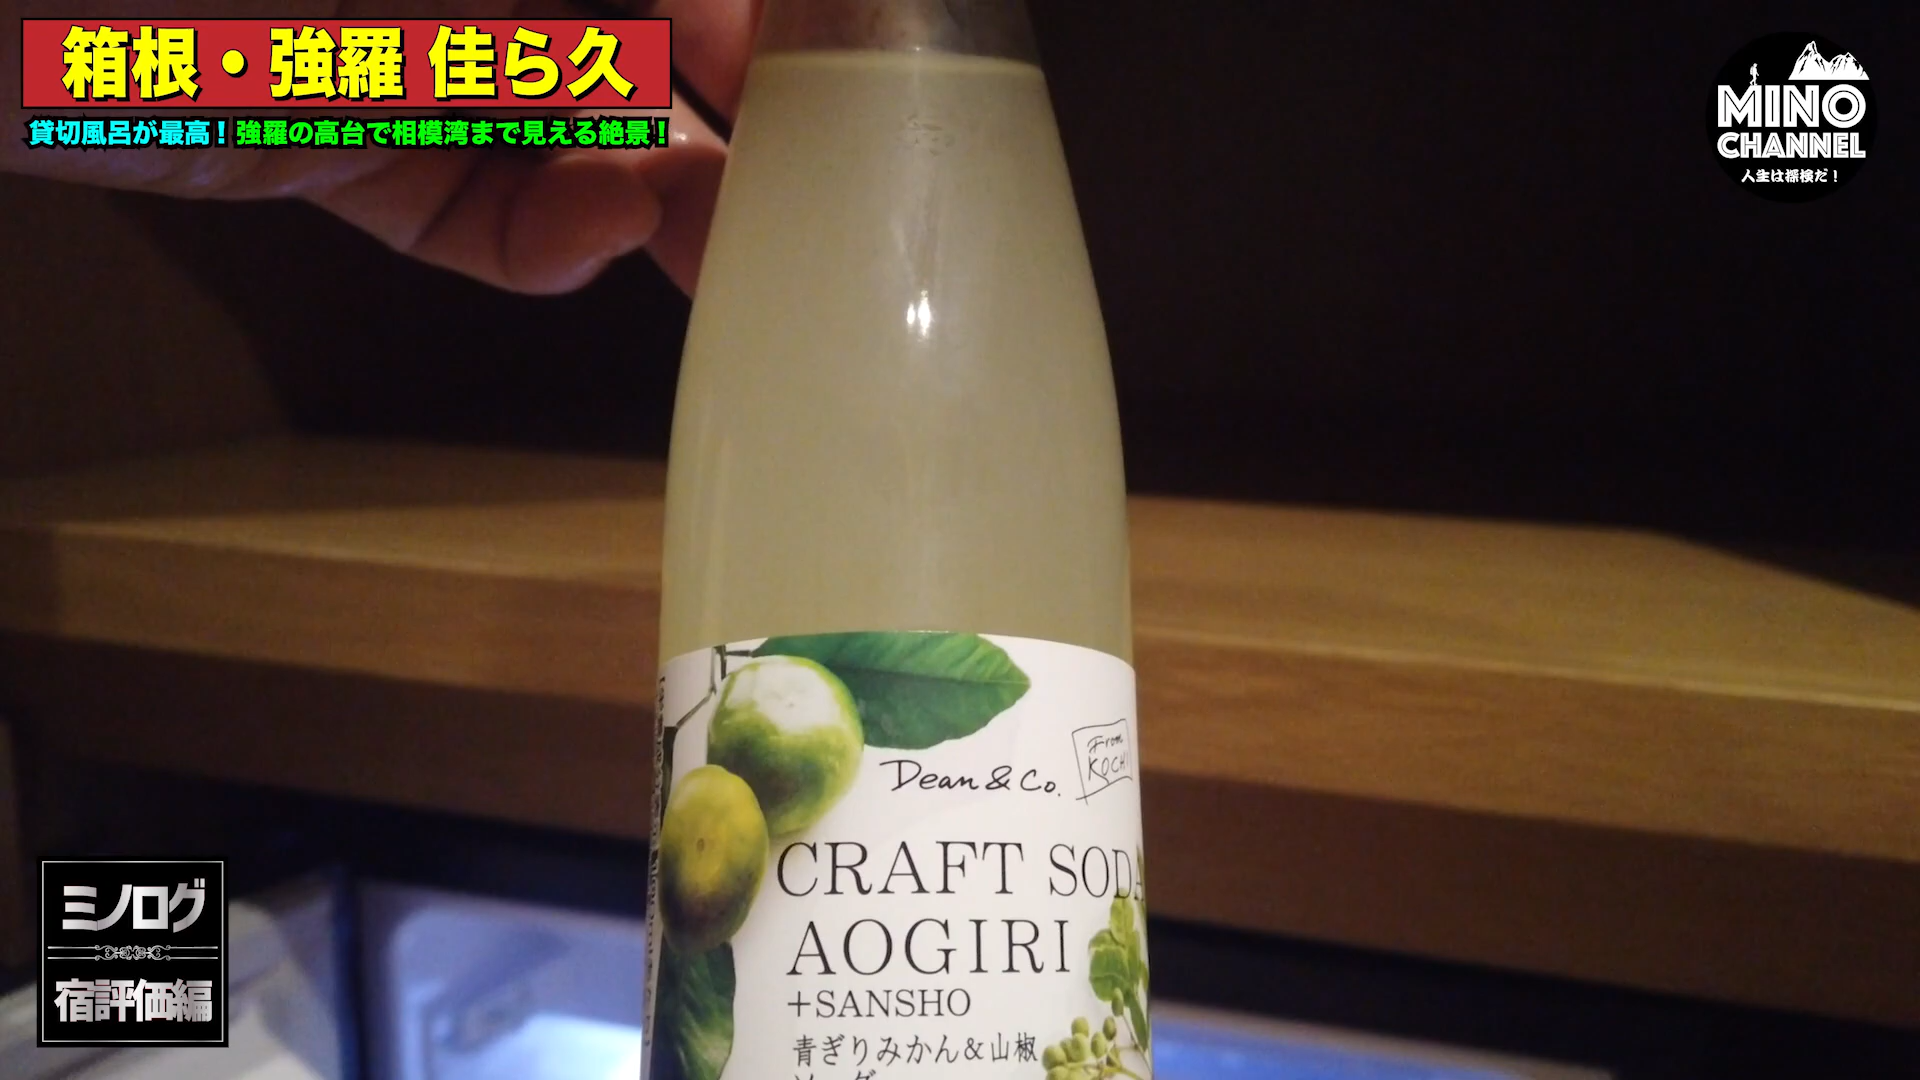 箱根・強羅 佳ら久
貸切風呂が最高！強羅の高台で相模湾まで見える絶景！
MINO
CHANNEL
人生は探検だ！
Dean & Co.
From
KOCHI
CRAFT SODA
AOGIRI
+SANSHO
青ぎりみかん＆山椒
ソーダ
ミノログ
宿評価編